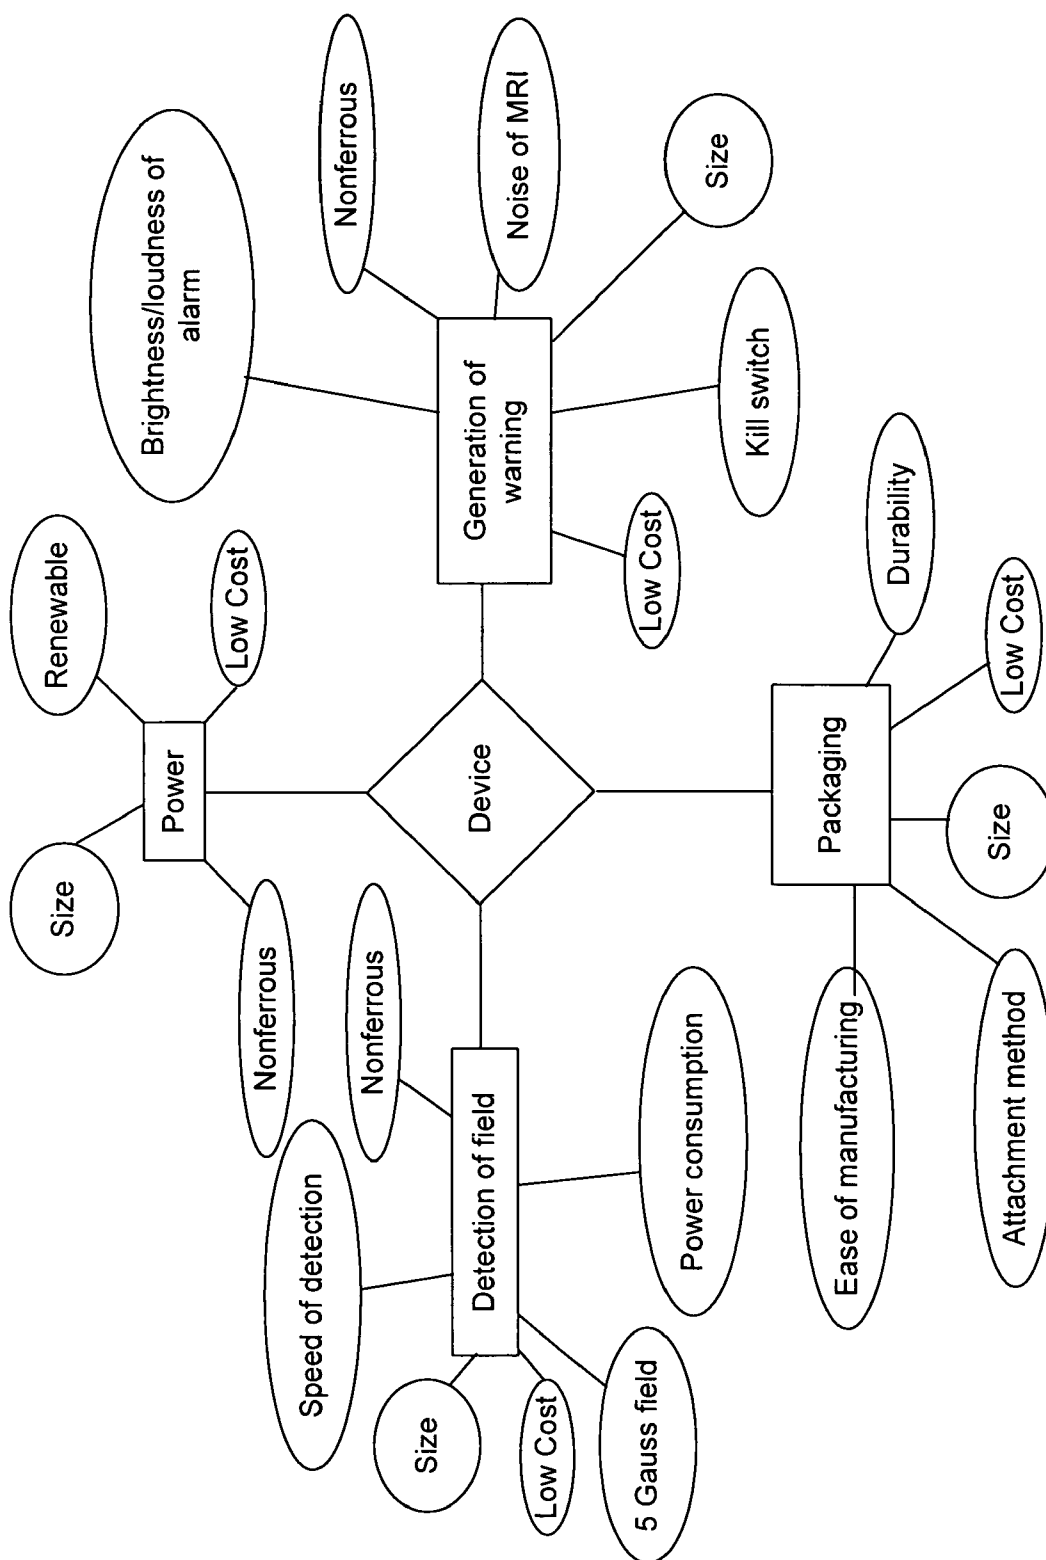 Size
Renewable
Power
Nonferrous
Low Cost
Brightness/loudness of
alarm
Speed of detection
Nonferrous
Nonferrous
Size
Detection of field
Device
Generation of
warning
Noise of MRI
Low Cost
5 Gauss field
Power consumption
Low Cost
Kill switch
Size
Ease of manufacturing
Packaging
Durability
Attachment method
Size
Low Cost